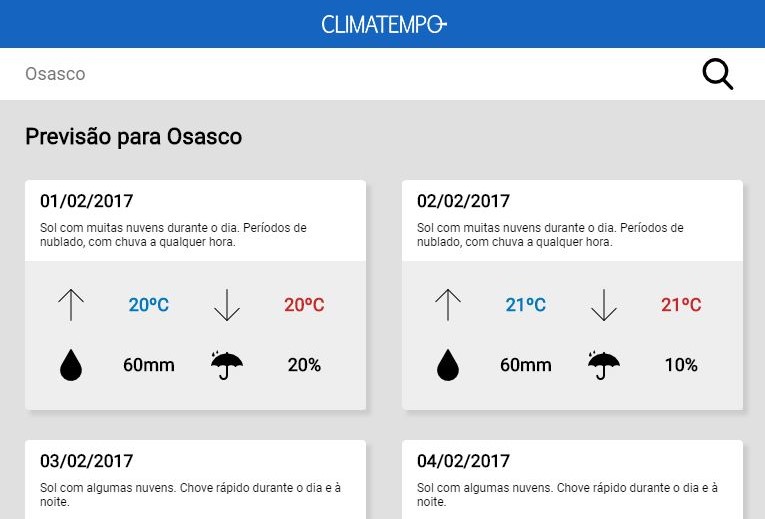 CLIMATEMPO
Osasco
Previsão para Osasco
01/02/2017
Sol com muitas nuvens durante o dia. Períodos de
nublado, com chuva a qualquer hora.
20ºC
20ºC
60mm
20%
02/02/2017
Sol com muitas nuvens durante o dia. Períodos de
nublado, com chuva a qualquer hora.
21ºC
21ºC
60mm
10%
03/02/2017
Sol com algumas nuvens. Chove rápido durante o dia e à
noite.
04/02/2017
Sol com algumas nuvens. Chove rápido durante o dia e à
noite.